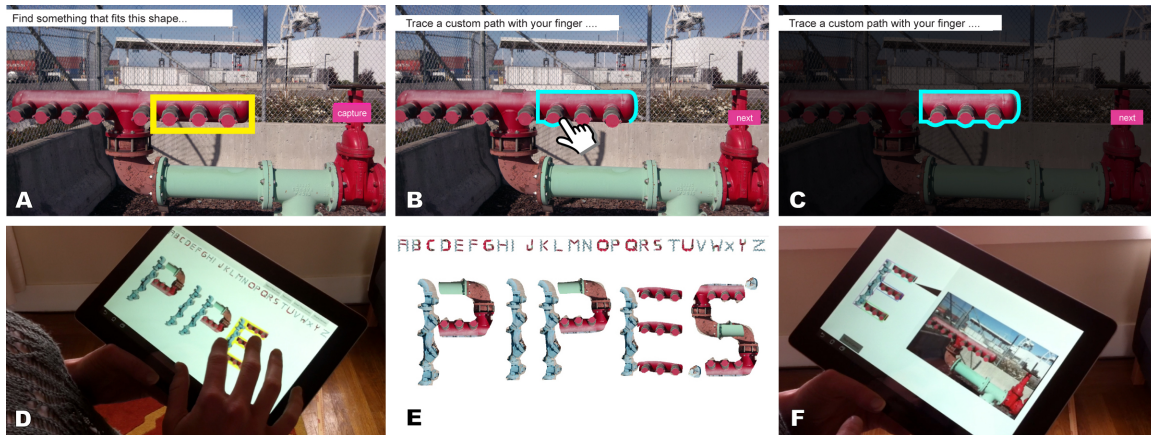 Find something that fits this shape...
capture
A
Trace a custom path with your finger ....
next
B
Trace a custom path with your finger ....
next
C
ABCDEFGHIJKLMNOPQRSTUVWXYZ
PIPE
D
A B C D E F G H I J K L M N O P Q R S T U V W X Y Z
PIPES
E
E
F